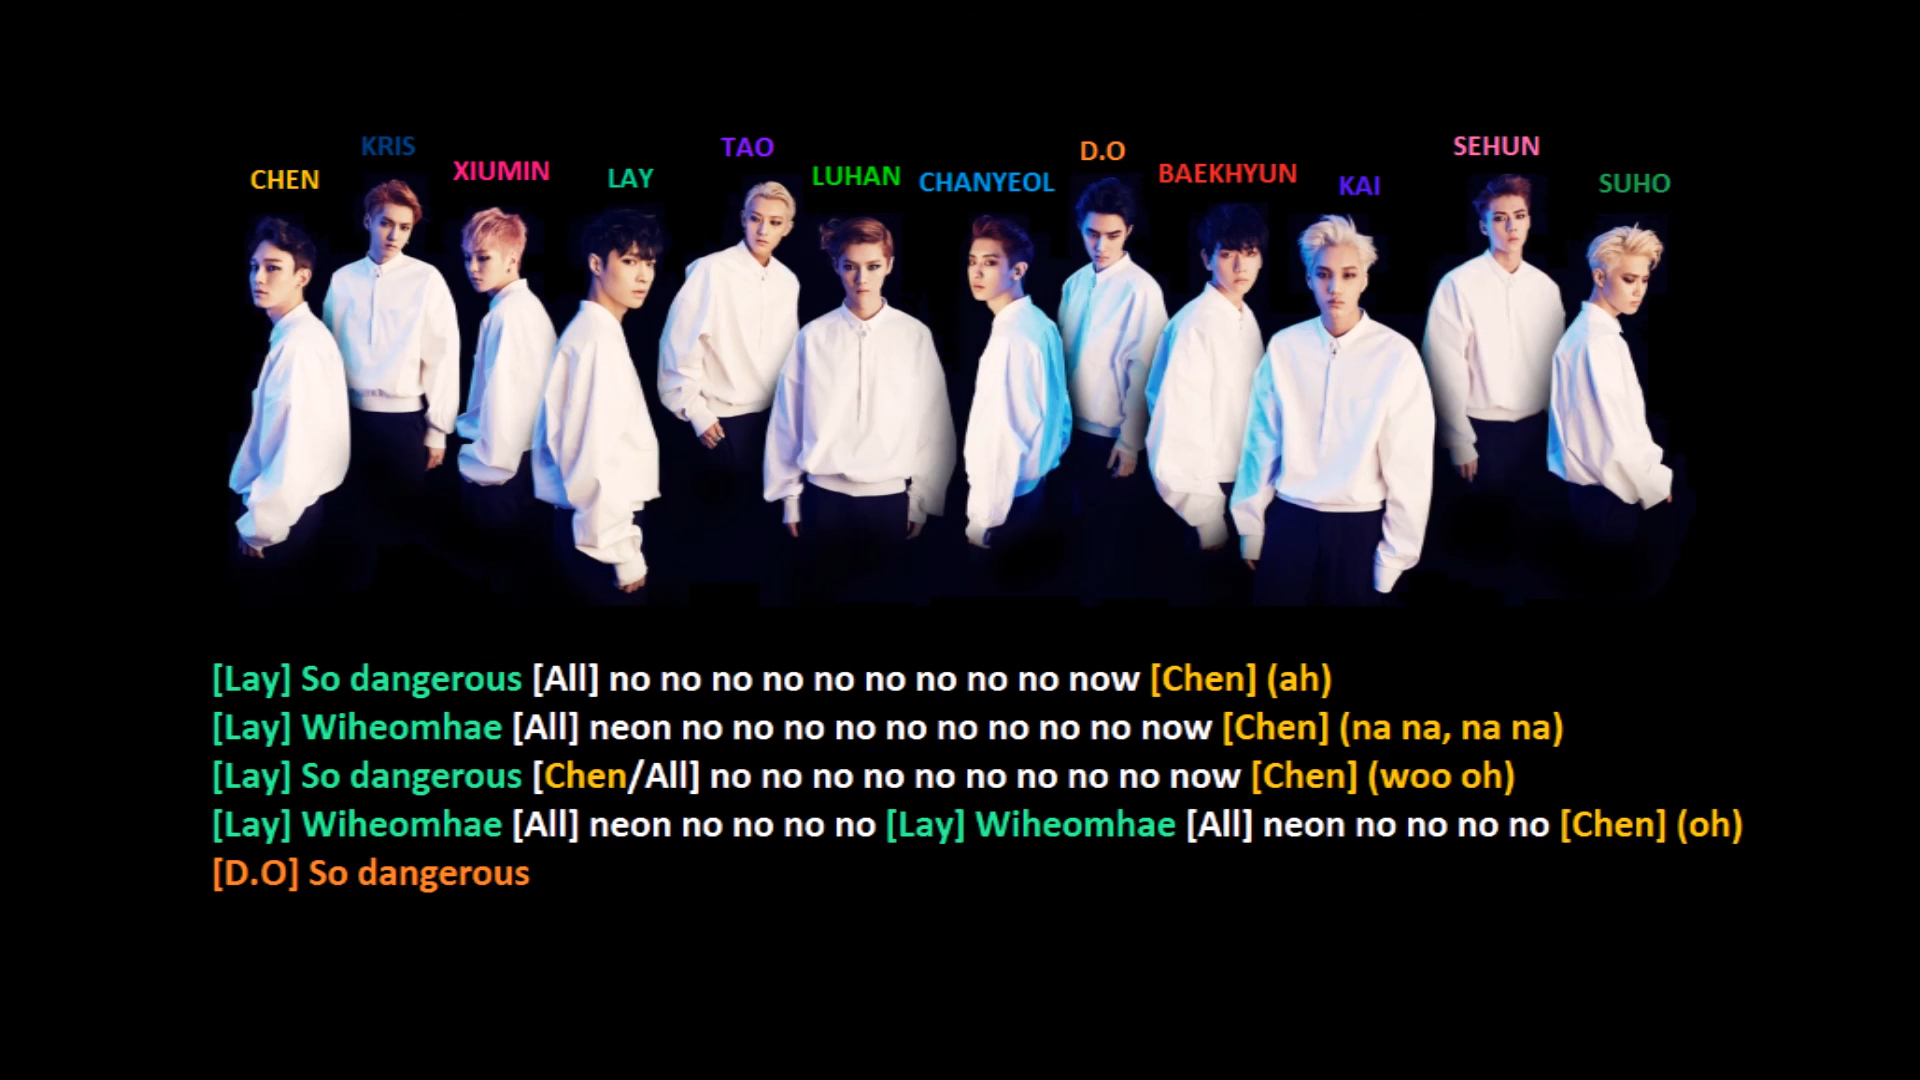 KRIS
TAO
D.O
SEHUN
CHEN
XIUMIN
LAY
LUHAN
CHANYEOL
BAEKHYUN
KAI
SUHO
[Lay] So dangerous [All] no no no no no no no no no now [Chen] (ah)
[Lay] Wiheomhae [All] neon no no no no no no no no no now [Chen] (na na, na na)
[Lay] So dangerous [Chen/All] no no no no no no no no no now [Chen] (woo oh)
[Lay] Wiheomhae [All] neon no no no no [Lay] Wiheomhae [All] neon no no no no [Chen] (oh)
[D.O] So dangerous